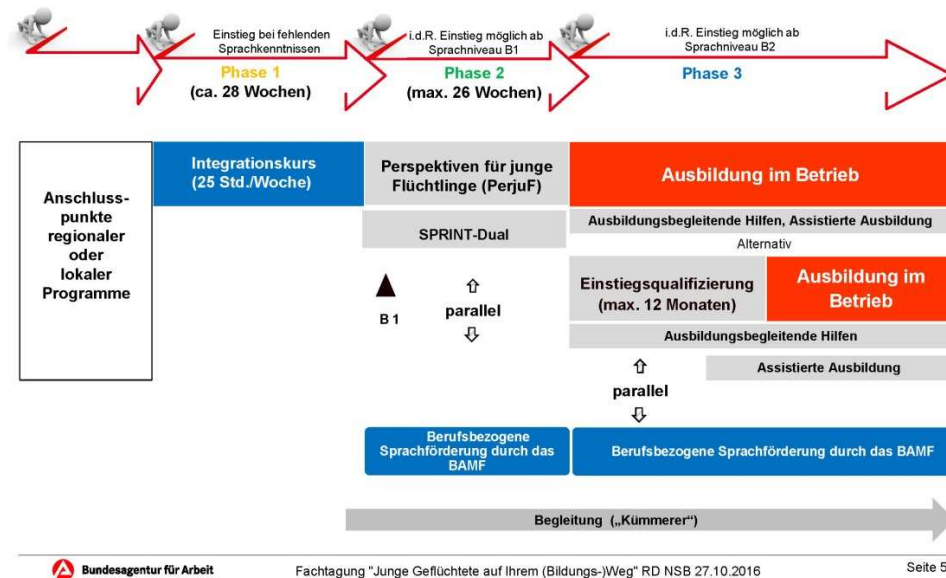 Einstieg bei fehlenden
Sprachkenntnissen
Phase 1
(ca. 28 Wochen)
i.d.R. Einstieg möglich ab
Sprachniveau B1
Phase 2
(max. 26 Wochen)
i.d.R. Einstieg möglich ab
Sprachniveau B2
Phase 3
Anschluss-
punkte
regionaler
oder
lokaler
Programme
Integrationskurs
(25 Std./Woche)
Perspektiven für junge
Flüchtlinge (PerjuF)
Ausbildung im Betrieb
SPRINT-Dual
Ausbildungsbegleitende Hilfen, Assistierte Ausbildung
Alternativ
B 1
parallel
Einstiegsqualifizierung
(max. 12 Monaten)
Ausbildung im
Betrieb
Ausbildungsbegleitende Hilfen
Assistierte Ausbildung
parallel
Berufsbezogene
Sprachförderung durch das
BAMF
Berufsbezogene Sprachförderung durch das BAMF
Begleitung („Kümmerer“)
Bundesagentur für Arbeit
Fachtagung "Junge Geflüchtete auf Ihrem (Bildungs-)Weg" RD NSB 27.10.2016
Seite 5